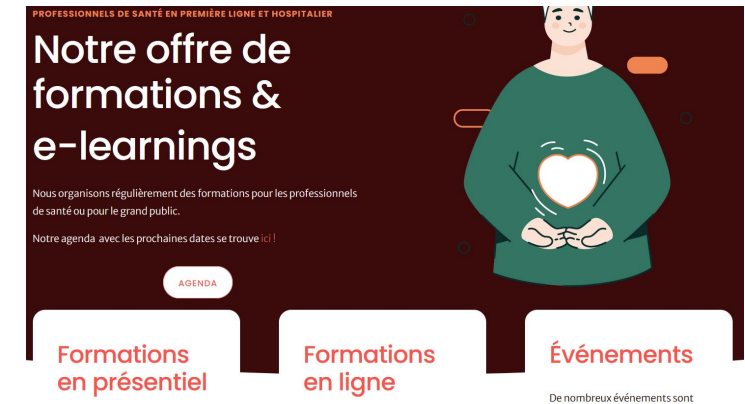 PROFESSIONNELS DE SANTÉ EN PREMIÈRE LIGNE ET HOSPITALIER
Notre offre de
formations &
e-learnings
Nous organisons régulièrement des formations pour les professionnels
de santé ou pour le grand public.
Notre agenda avec les prochaines dates se trouve ici !
AGENDA
Formations
en présentiel
Formations
en ligne
Événements
De nombreux événements sont